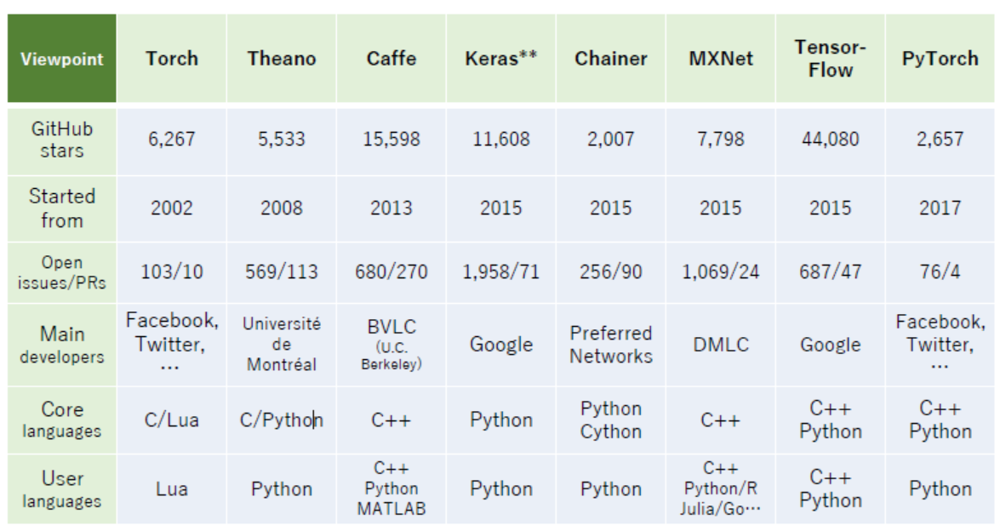 Viewpoint Torch Theano Caffe Keras** Chainer MXNet Tensor-
Flow PyTorch
GitHub
stars 6,267 5,533 15,598 11,608 2,007 7,798 44,080 2,657
Started
from 2002 2008 2013 2015 2015 2015 2015 2017
Open
issues/PRs 103/10 569/113 680/270 1,958/71 256/90 1,069/24 687/47 76/4
Main
developers
Facebook,
Twitter,
…
Université
de
Montréal
BVLC
(U.C.
Berkeley)
Google
Preferred
Networks
DMLC
Google
Facebook,
Twitter,
…
Core
languages
C/Lua
C/Python
C++
Python
Python
Cython
C++
C++
Python
C++
Python
User
languages
Lua
Python
C++
Python
MATLAB
Python
Python
C++
Python/R
Julia/Go…
C++
Python
Python